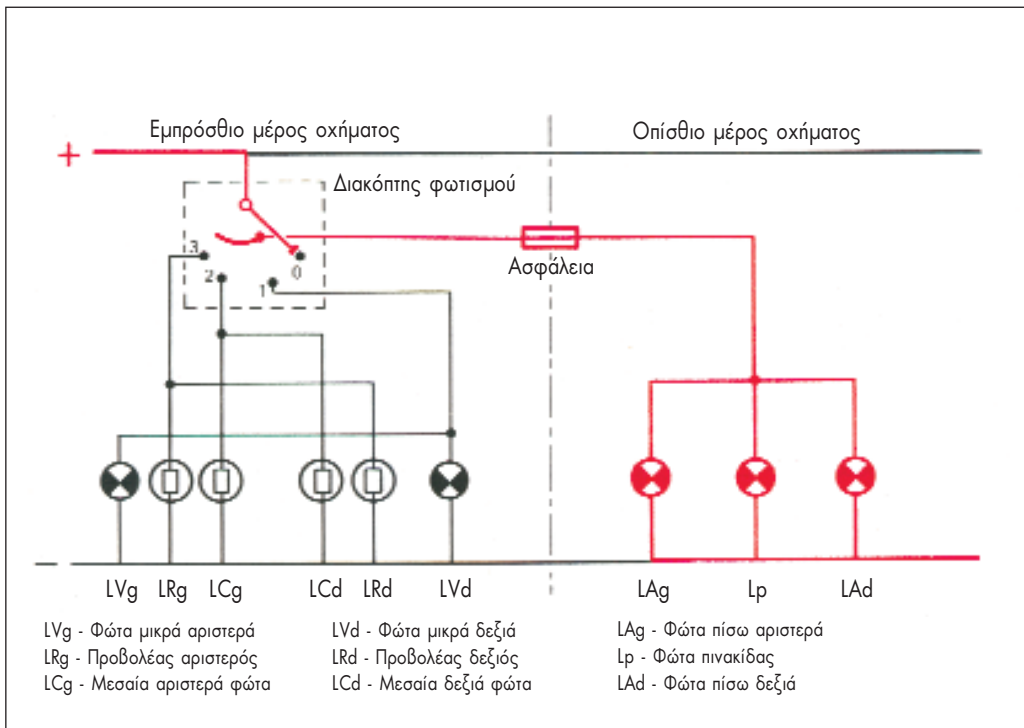 Εμπρόσθιο μέρος οχήματος
Οπίσθιο μέρος οχήματος
+
Διακόπτης φωτισμού
3
2
1
0
Ασφάλεια
LVg LRg LCg LCd LRd LVd LAg Lp LAd
LVg - Φώτα μικρά αριστερά
LRg - Προβολέας αριστερός
LCg - Μεσαία αριστερά φώτα
LVd - Φώτα μικρά δεξιά
LRd - Προβολέας δεξιός
LCd - Μεσαία δεξιά φώτα
LAg - Φώτα πίσω αριστερά
Lp - Φώτα πινακίδας
LAd - Φώτα πίσω δεξιά